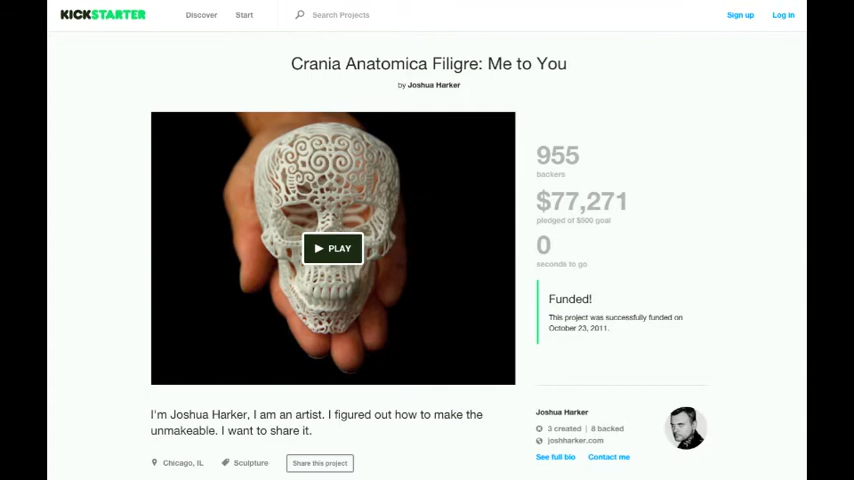 KICKSTARTER
Discover
Start
Search Projects
Sign up
Log in
Crania Anatomica Filigre: Me to You
by Joshua Harker
PLAY
955
backers
$77,271
pledged of $500 goal
0
seconds to go
Funded!
This project was successfully funded on
October 23, 2011.
I'm Joshua Harker, I am an artist. I figured out how to make the
unmakeable. I want to share it.
Chicago, IL
Sculpture
Share this project
Joshua Harker
3 created | 8 backed
joshharker.com
See full bio
Contact me